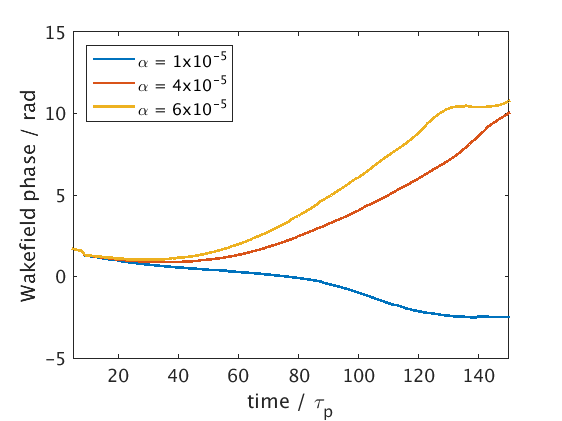 15
10
5
0
−5
Wakefield phase / rad
α = 1x10⁻⁵
α = 4x10⁻⁵
α = 6x10⁻⁵
20 40 60 80 100 120 140
time / τₚ